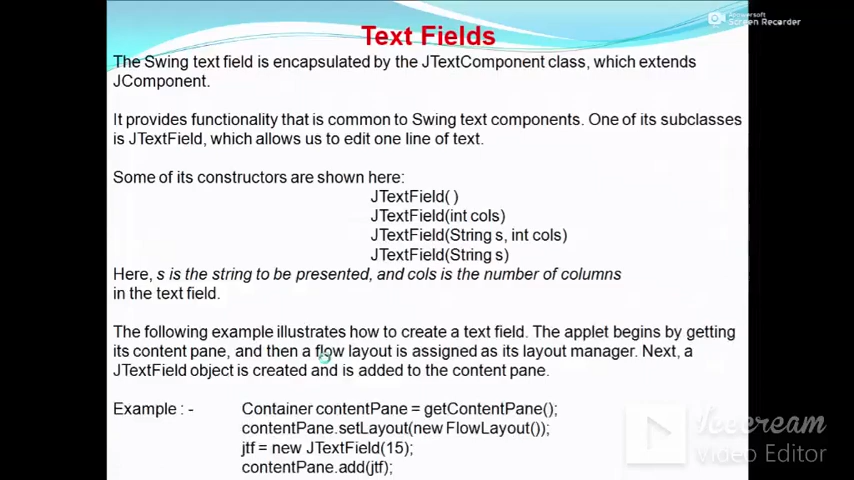 Apowersoft
Screen Recorder
Text Fields
The Swing text field is encapsulated by the JTextComponent class, which extends
JComponent.
It provides functionality that is common to Swing text components. One of its subclasses
is JTextField, which allows us to edit one line of text.
Some of its constructors are shown here:
JTextField( )
JTextField(int cols)
JTextField(String s, int cols)
JTextField(String s)
Here, s is the string to be presented, and cols is the number of columns
in the text field.
The following example illustrates how to create a text field. The applet begins by getting
its content pane, and then a flow layout is assigned as its layout manager. Next, a
JTextField object is created and is added to the content pane.
Example : - Container contentPane = getContentPane();
contentPane.setLayout(new FlowLayout());
jtf = new JTextField(15);
contentPane.add(jtf);
Icecream
Video Editor